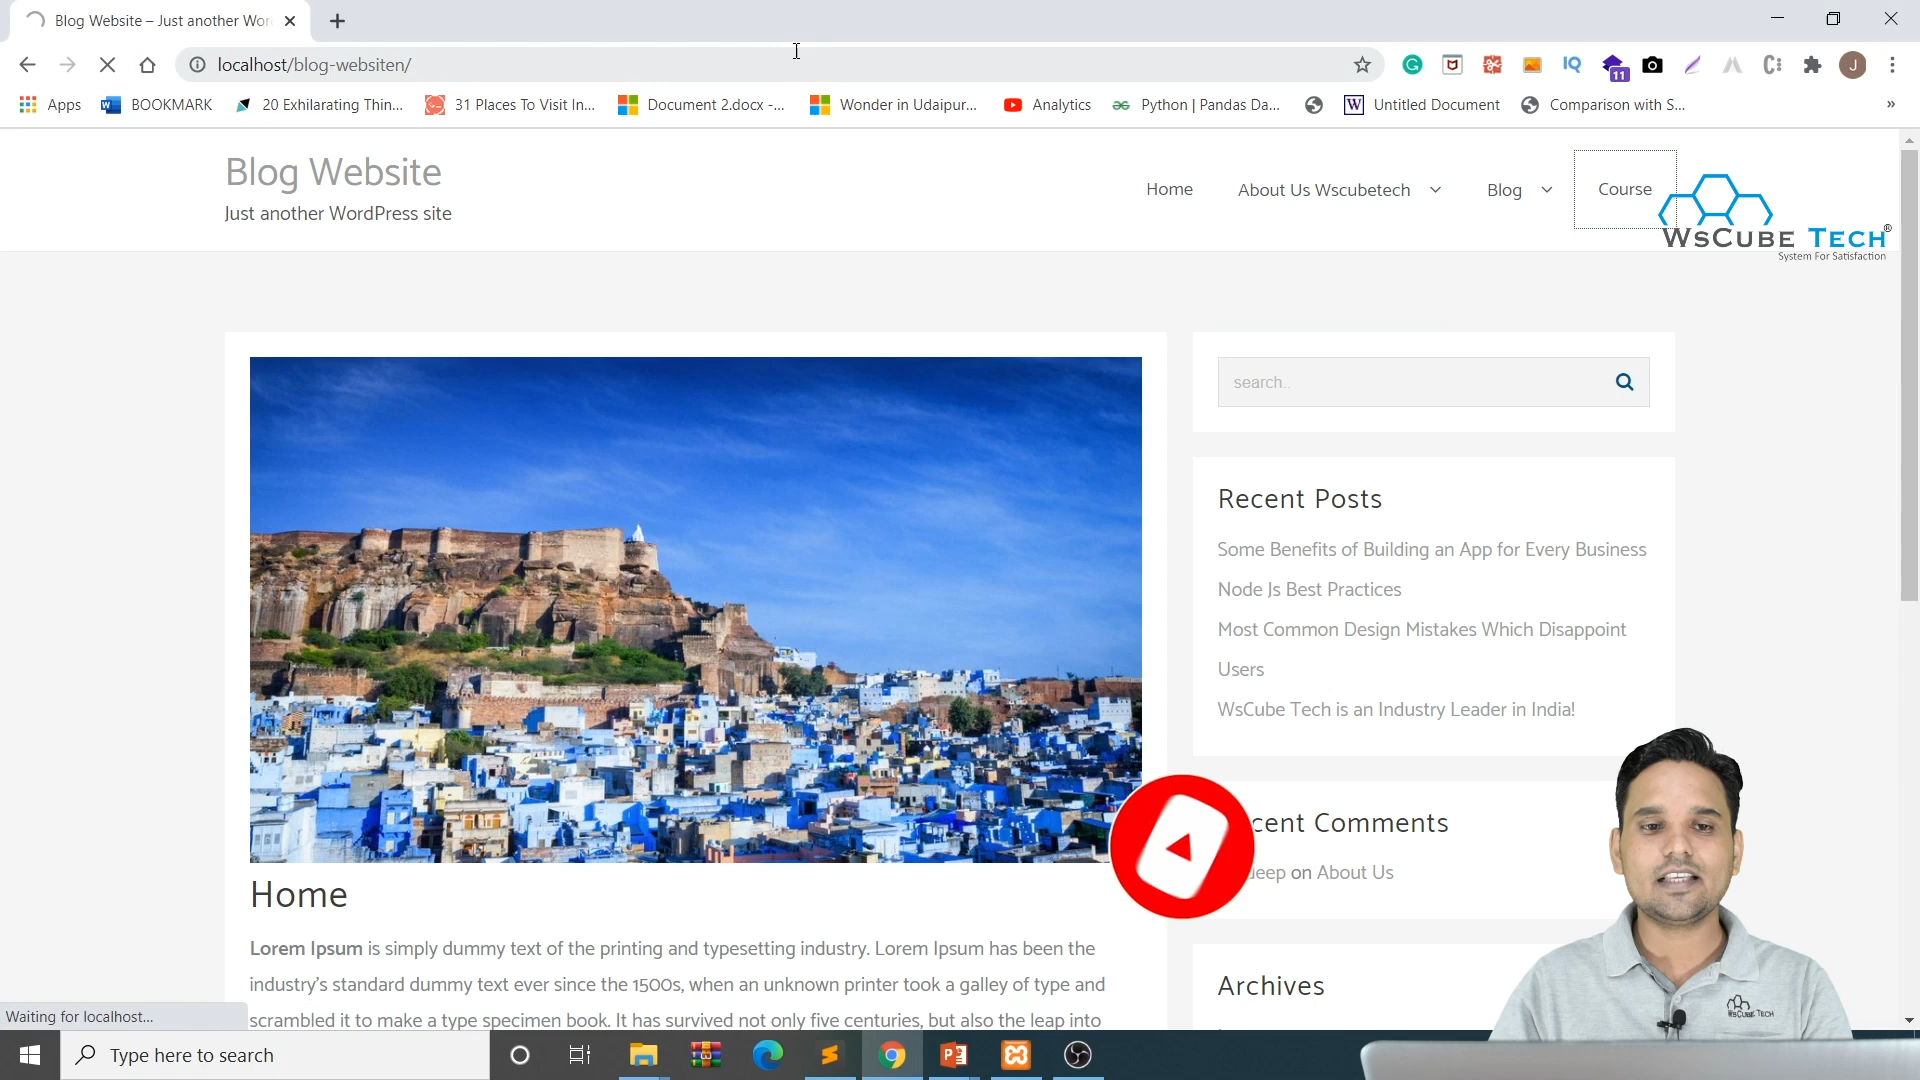 Blog Website – Just another Wor
localhost/blog-websiten/
11
J
Apps
BOOKMARK
20 Exhilarating Thin...
31 Places To Visit In...
Document 2.docx -...
Wonder in Udaipur...
Analytics
Python | Pandas Da...
Untitled Document
Comparison with S...
»
Blog Website
Just another WordPress site
Home
About Us Wscubetech
Blog
Course
WsCube Tech®
System For Satisfaction
search..
Recent Posts
Some Benefits of Building an App for Every Business
Node Js Best Practices
Most Common Design Mistakes Which Disappoint
Users
WsCube Tech is an Industry Leader in India!
cent Comments
deep on About Us
Archives
Home
Lorem Ipsum is simply dummy text of the printing and typesetting industry. Lorem Ipsum has been the
industry's standard dummy text ever since the 1500s, when an unknown printer took a galley of type and
scrambled it to make a type specimen book. It has survived not only five centuries, but also the leap into
WsCube Tech
Waiting for localhost...
Type here to search